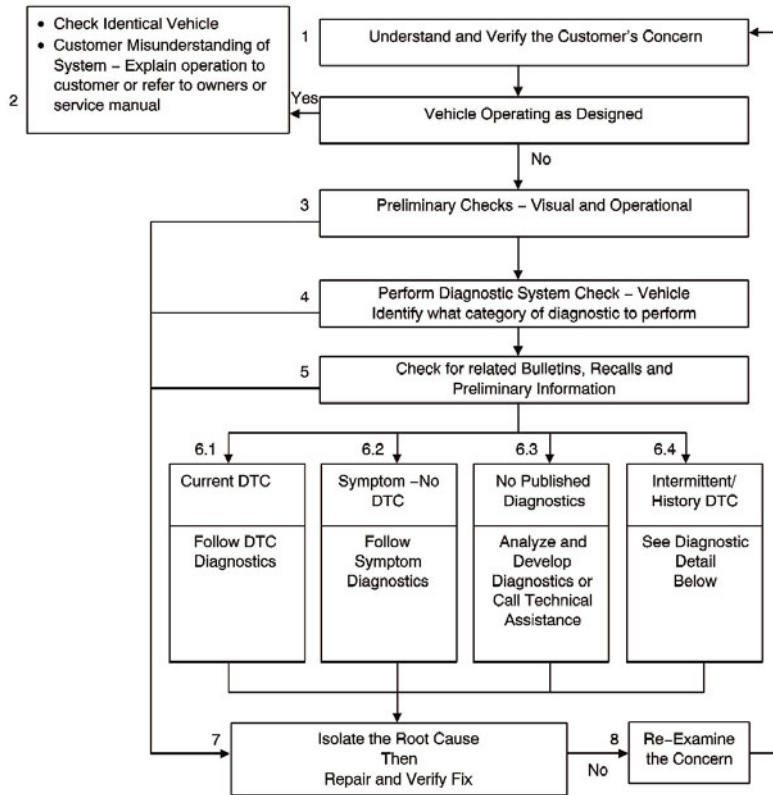 • Check Identical Vehicle
• Customer Misunderstanding of
System – Explain operation to
customer or refer to owners or
service manual
2
1
Understand and Verify the Customer's Concern
Yes
Vehicle Operating as Designed
No
3
Preliminary Checks – Visual and Operational
4
Perform Diagnostic System Check – Vehicle
Identify what category of diagnostic to perform
5
Check for related Bulletins, Recalls and
Preliminary Information
6.1
Current DTC
Follow DTC
Diagnostics
6.2
Symptom –No
DTC
Follow
Symptom
Diagnostics
6.3
No Published
Diagnostics
Analyze and
Develop
Diagnostics or
Call Technical
Assistance
6.4
Intermittent/
History DTC
See Diagnostic
Detail
Below
7
Isolate the Root Cause
Then
Repair and Verify Fix
No
8
Re–Examine
the Concern